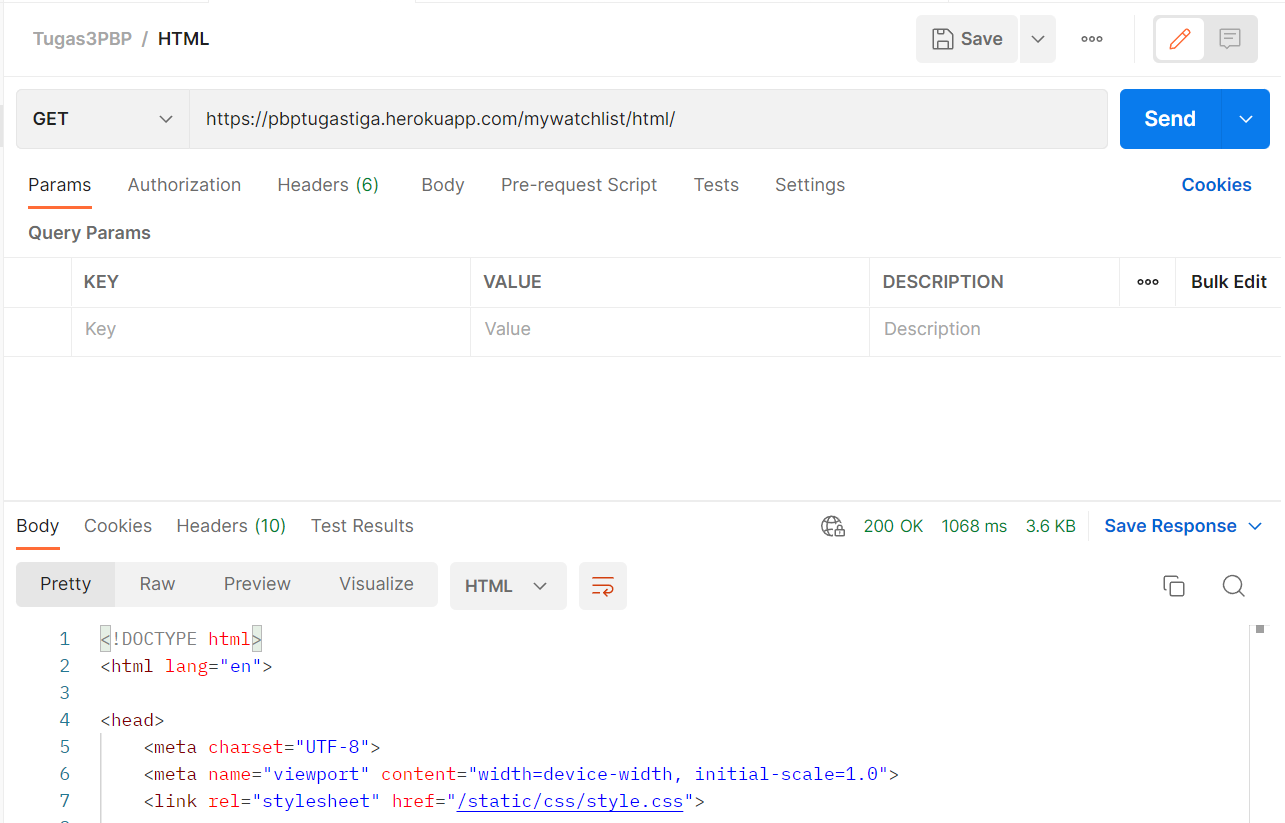 Tugas3PBP / HTML Save
GET https://pbptugastiga.herokuapp.com/mywatchlist/html/ Send
Params Authorization Headers (6) Body Pre-request Script Tests Settings Cookies
Query Params
KEY VALUE DESCRIPTION Bulk Edit
Key Value Description
Body Cookies Headers (10) Test Results 200 OK 1068 ms 3.6 KB Save Response
Pretty Raw Preview Visualize HTML
1 <!DOCTYPE html>
2 <html lang="en">
3
4 <head>
5 <meta charset="UTF-8">
6 <meta name="viewport" content="width=device-width, initial-scale=1.0">
7 <link rel="stylesheet" href="/static/css/style.css">